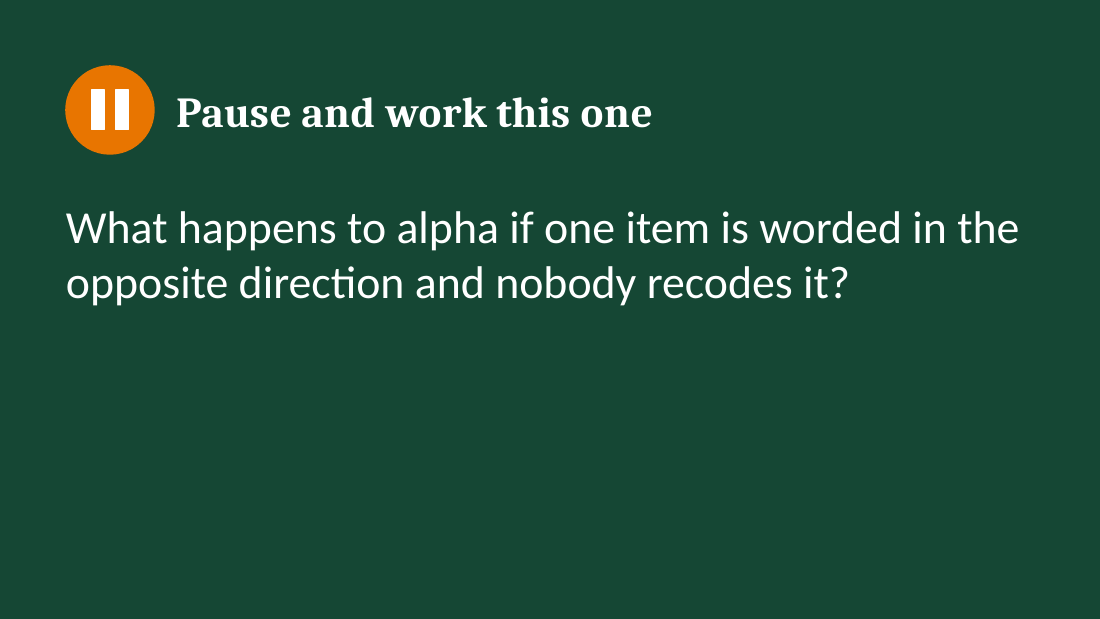 Pause and work this one
What happens to alpha if one item is worded in the
opposite direction and nobody recodes it?